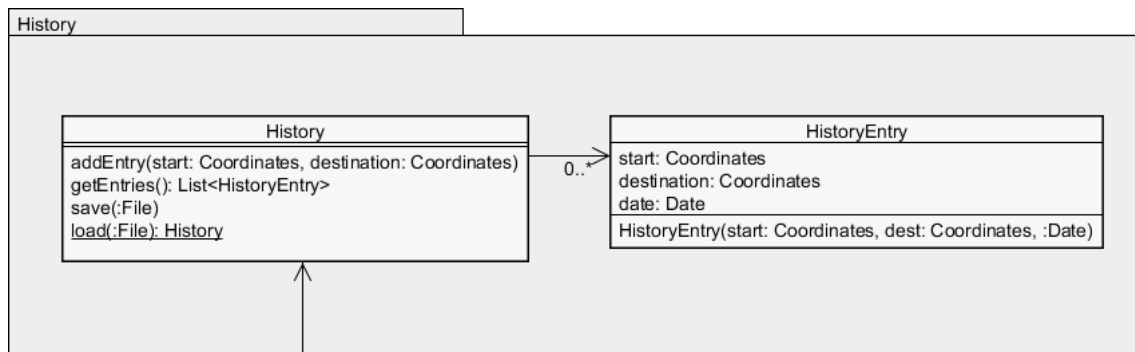 History
History
addEntry(start: Coordinates, destination: Coordinates)
getEntries(): List<HistoryEntry>
save(:File)
load(:File): History
0..*
HistoryEntry
start: Coordinates
destination: Coordinates
date: Date
HistoryEntry(start: Coordinates, dest: Coordinates, :Date)